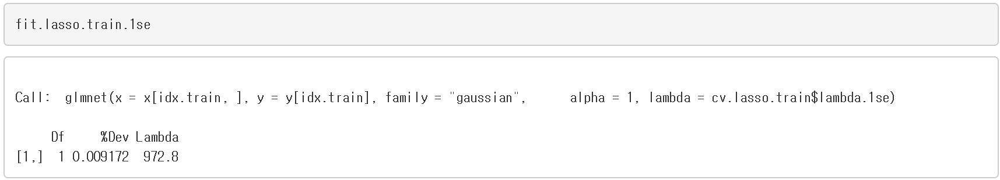 fit.lasso.train.1se
Call:  glmnet(x = x[idx.train, ], y = y[idx.train], family = "gaussian",      alpha = 1, lambda = cv.lasso.train$lambda.1se)
     Df     %Dev Lambda
[1,]  1 0.009172  972.8